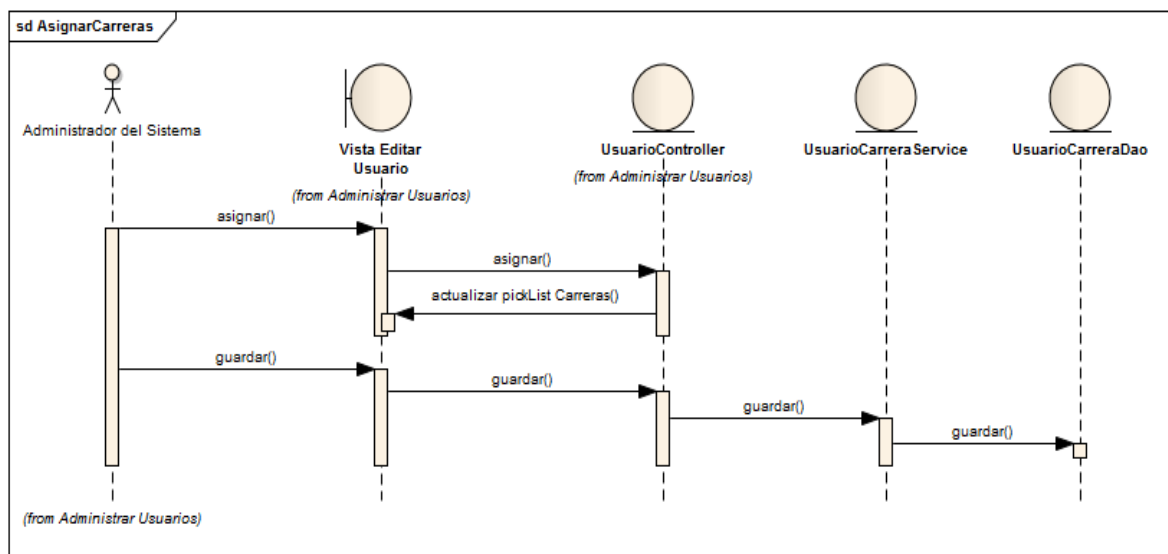 sd AsignarCarreras
Administrador del Sistema
Vista Editar
Usuario
(from Administrar Usuarios)
UsuarioController
(from Administrar Usuarios)
UsuarioCarreraService
UsuarioCarreraDao
asignar()
asignar()
actualizar pickList Carreras()
guardar()
guardar()
guardar()
guardar()
(from Administrar Usuarios)